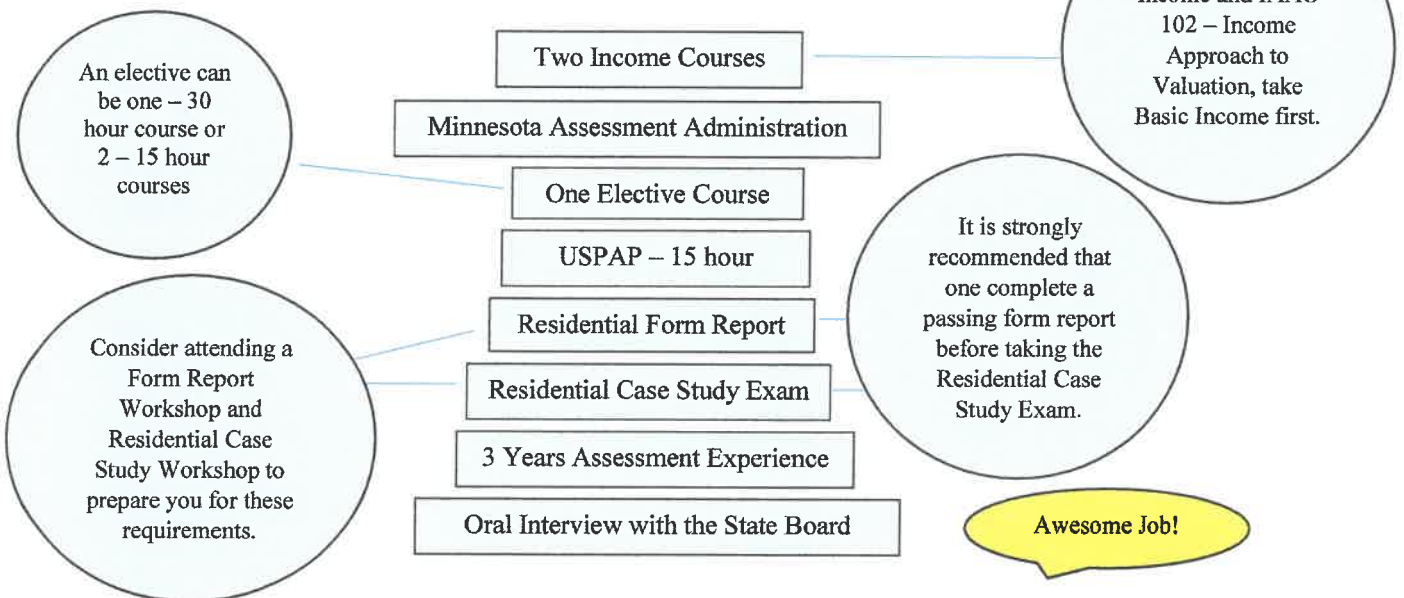 Income and IAAO
102 – Income
Approach to
Valuation, take
Basic Income first.
Two Income Courses
An elective can
be one – 30
hour course or
2 – 15 hour
courses
Minnesota Assessment Administration
One Elective Course
USPAP – 15 hour
It is strongly
recommended that
one complete a
passing form report
before taking the
Residential Case
Study Exam.
Residential Form Report
Consider attending a
Form Report
Workshop and
Residential Case
Study Workshop to
prepare you for these
requirements.
Residential Case Study Exam
3 Years Assessment Experience
Oral Interview with the State Board
Awesome Job!